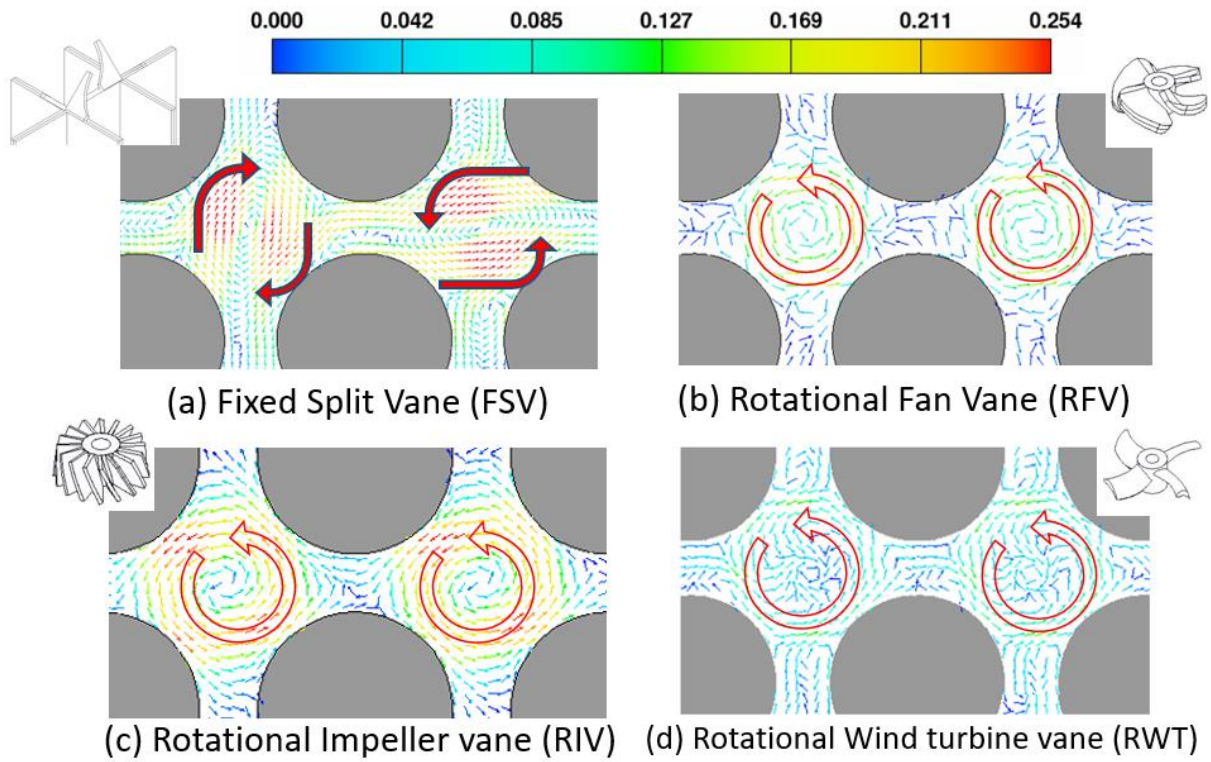 0.000 0.042 0.085 0.127 0.169 0.211 0.254
(a) Fixed Split Vane (FSV)
(b) Rotational Fan Vane (RFV)
(c) Rotational Impeller vane (RIV)
(d) Rotational Wind turbine vane (RWT)